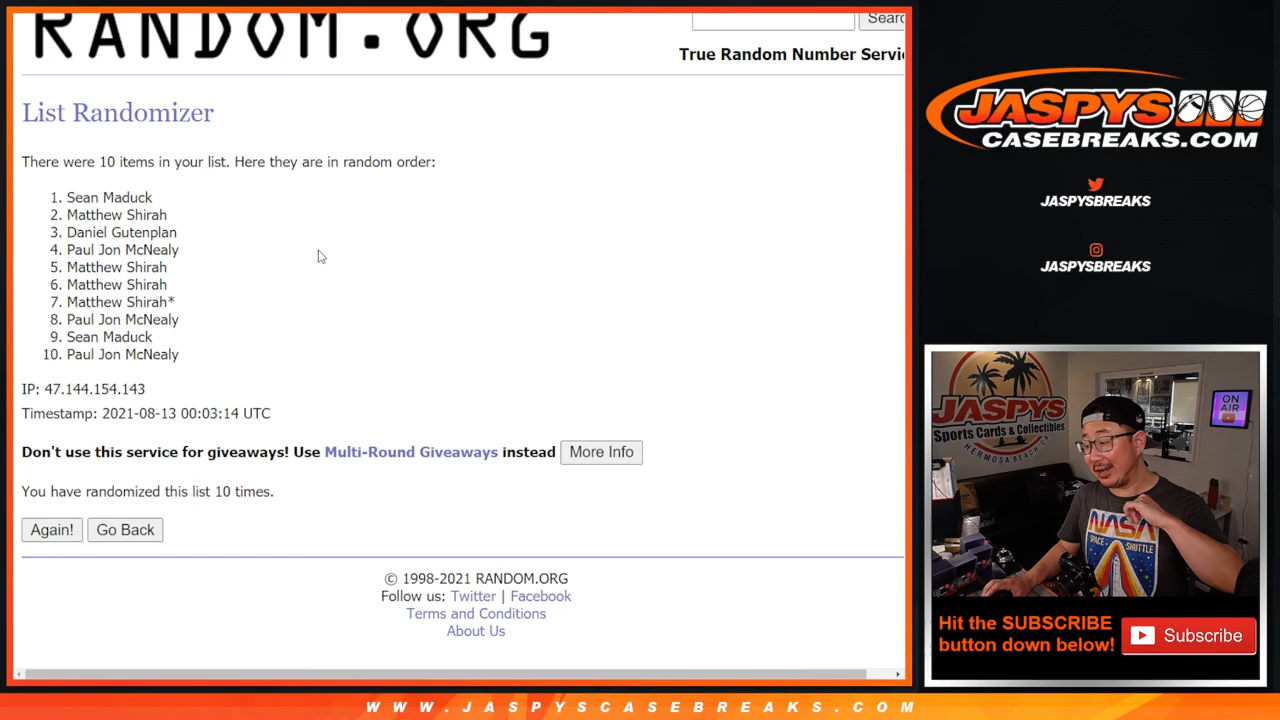 RANDOM.ORG
Searc
True Random Number Servi
List Randomizer
There were 10 items in your list. Here they are in random order:
1. Sean Maduck
2. Matthew Shirah
3. Daniel Gutenplan
4. Paul Jon McNealy
5. Matthew Shirah
6. Matthew Shirah
7. Matthew Shirah*
8. Paul Jon McNealy
9. Sean Maduck
10. Paul Jon McNealy
IP: 47.144.154.143
Timestamp: 2021-08-13 00:03:14 UTC
Don't use this service for giveaways! Use Multi-Round Giveaways instead More Info
You have randomized this list 10 times.
Again! Go Back
© 1998-2021 RANDOM.ORG
Follow us: Twitter | Facebook
Terms and Conditions
About Us
JASPYS
CASEBREAKS.COM
JASPYSBREAKS
JASPYSBREAKS
JASPYS
Sports Cards & Collectibles
HERMOSA BEACH CA
ON
AIR
NASA
SPACE SHUTTLE
Hit the SUBSCRIBE
button down below!
Subscribe
WWW.JASPYSCASEBREAKS.COM